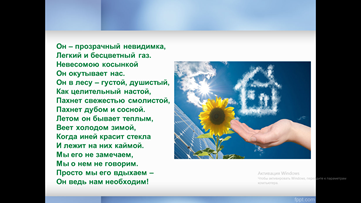 Он – прозрачный невидимка,
Легкий и бесцветный газ.
Невесомою косынкой
Он окутывает нас.
Он в лесу – густой, душистый,
Как целительный настой,
Пахнет свежестью смолистой,
Пахнет дубом и сосной.
Летом он бывает теплым,
Веет холодом зимой,
Когда иней красит стекла
И лежит на них каймой.
Мы его не замечаем,
Мы о нем не говорим.
Просто мы его вдыхаем –
Он ведь нам необходим!
Активация Windows